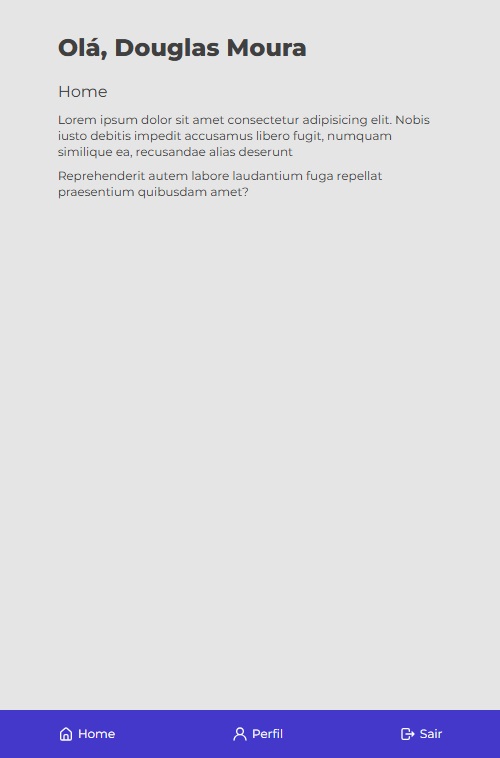 Olá, Douglas Moura
Home
Lorem ipsum dolor sit amet consectetur adipisicing elit. Nobis
iusto debitis impedit accusamus libero fugit, numquam
similique ea, recusandae alias deserunt
Reprehenderit autem labore laudantium fuga repellat
praesentium quibusdam amet?
Home
Perfil
Sair